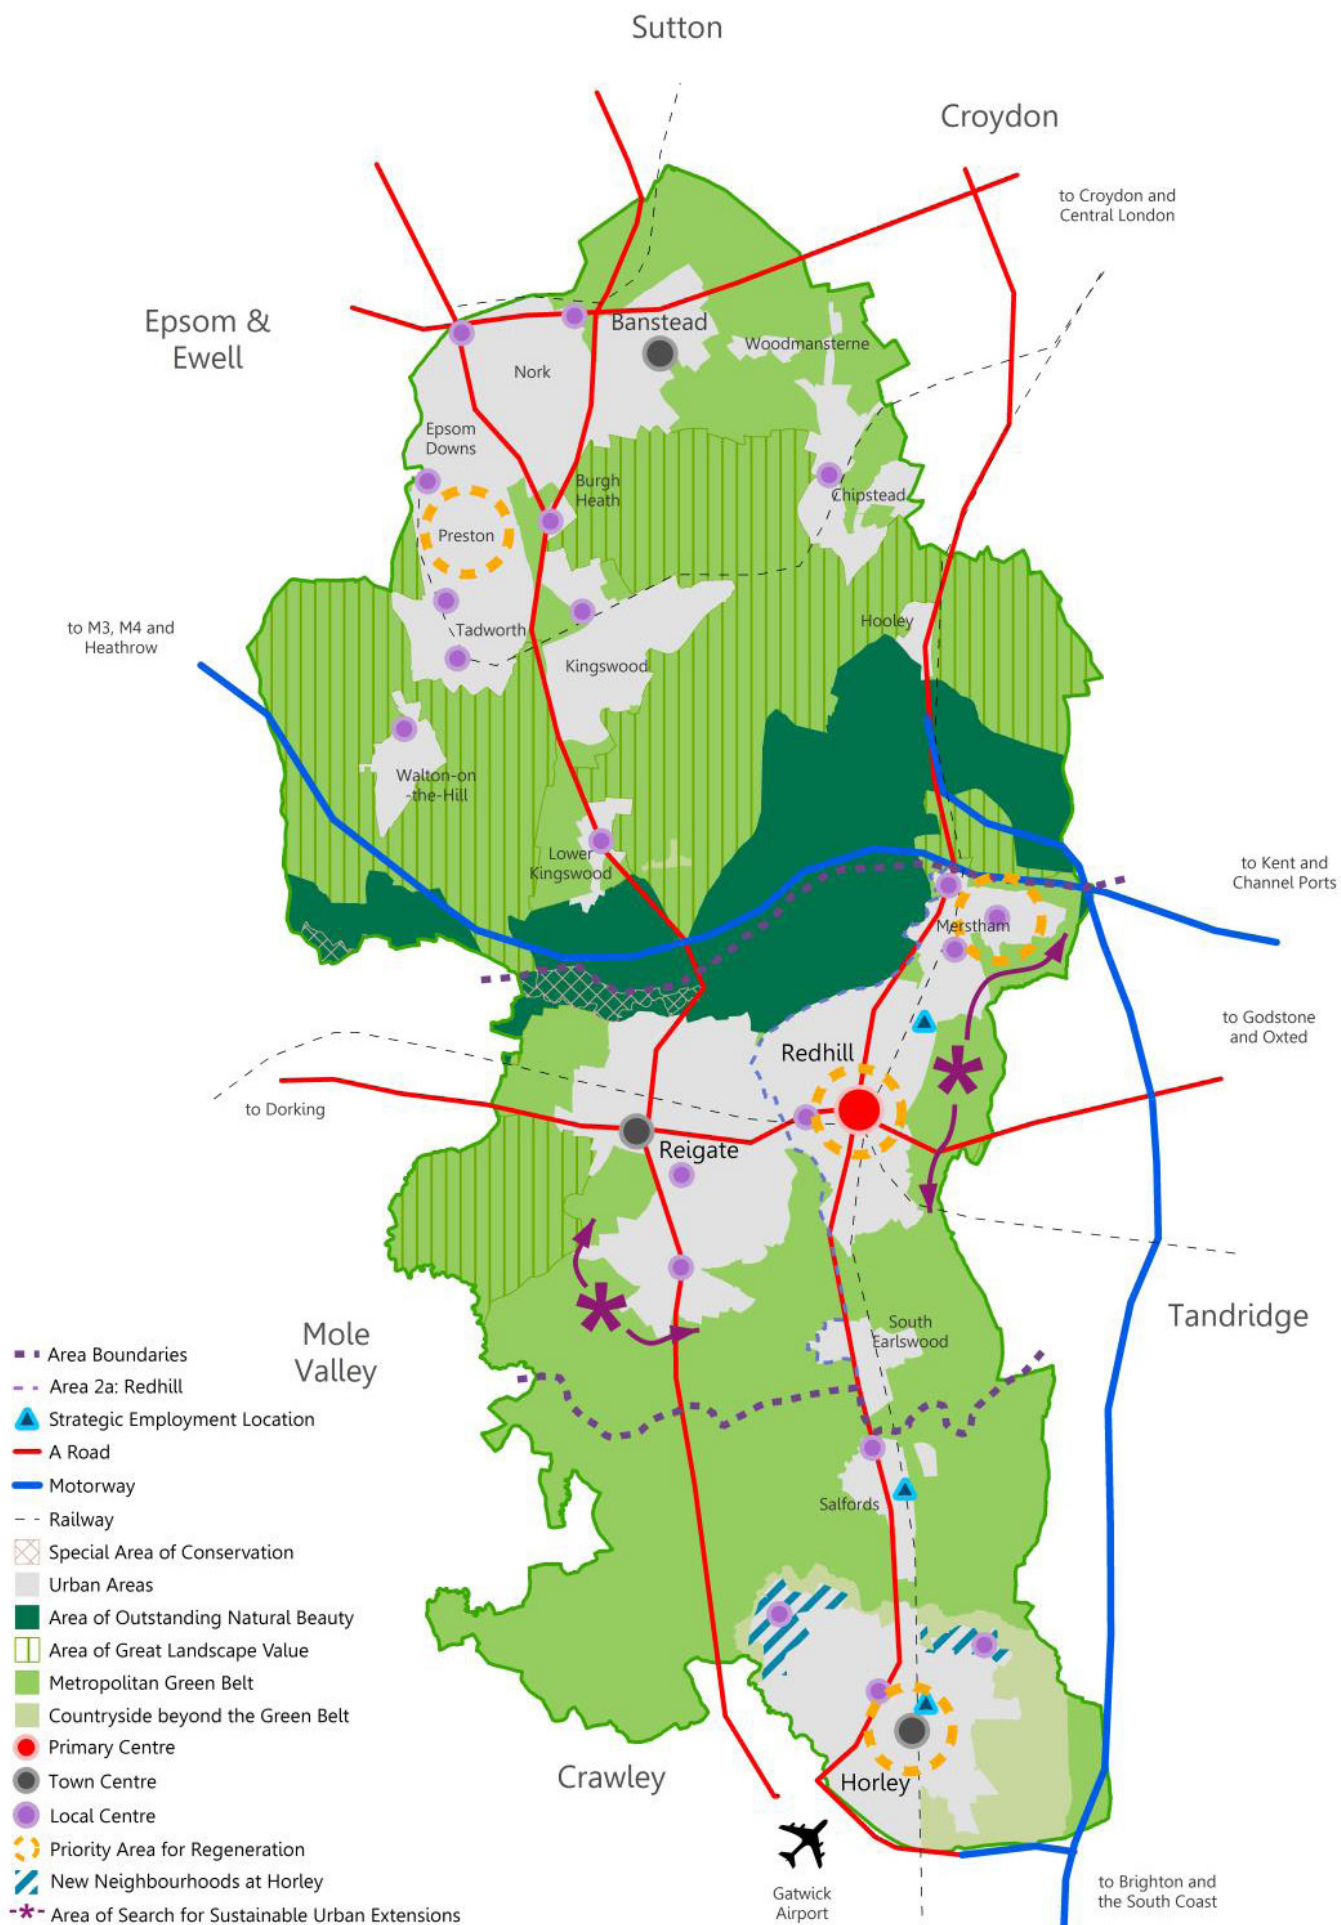 Sutton
Croydon
to Croydon and
Central London
Epsom &
Ewell
Banstead
Woodmansterne
Nork
Epsom
Downs
Burgh
Heath
Chipstead
Preston
to M3, M4 and
Heathrow
Hooley
Tadworth
Kingswood
Walton-on
-the-Hill
Lower
Kingswood
to Kent and
Channel Ports
Merstham
to Godstone
and Oxted
Redhill
to Dorking
Reigate
Tandridge
South
Earlswood
Mole
Valley
Area Boundaries
Area 2a: Redhill
Strategic Employment Location
A Road
Motorway
Railway
Special Area of Conservation
Urban Areas
Area of Outstanding Natural Beauty
Area of Great Landscape Value
Metropolitan Green Belt
Countryside beyond the Green Belt
Primary Centre
Town Centre
Local Centre
Priority Area for Regeneration
New Neighbourhoods at Horley
Area of Search for Sustainable Urban Extensions
Salfords
Crawley
Horley
Gatwick
Airport
to Brighton and
the South Coast